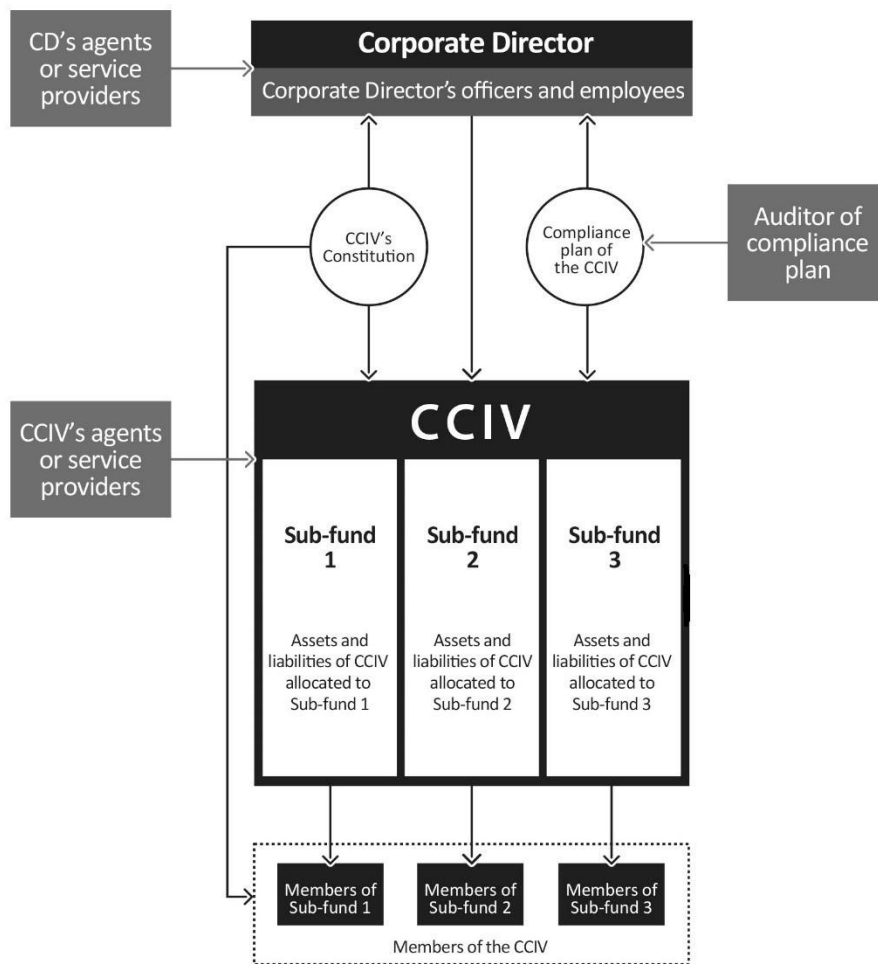 CD's agents
or service
providers
Corporate Director
Corporate Director's officers and employees
CCIV's
Constitution
Compliance
plan of
the CCIV
Auditor of
compliance
plan
CCIV's agents
or service
providers
CCIV
Sub-fund
1
Assets and
liabilities of CCIV
allocated to
Sub-fund 1
Sub-fund
2
Assets and
liabilities of CCIV
allocated to
Sub-fund 2
Sub-fund
3
Assets and
liabilities of CCIV
allocated to
Sub-fund 3
Members of
Sub-fund 1
Members of
Sub-fund 2
Members of
Sub-fund 3
Members of the CCIV